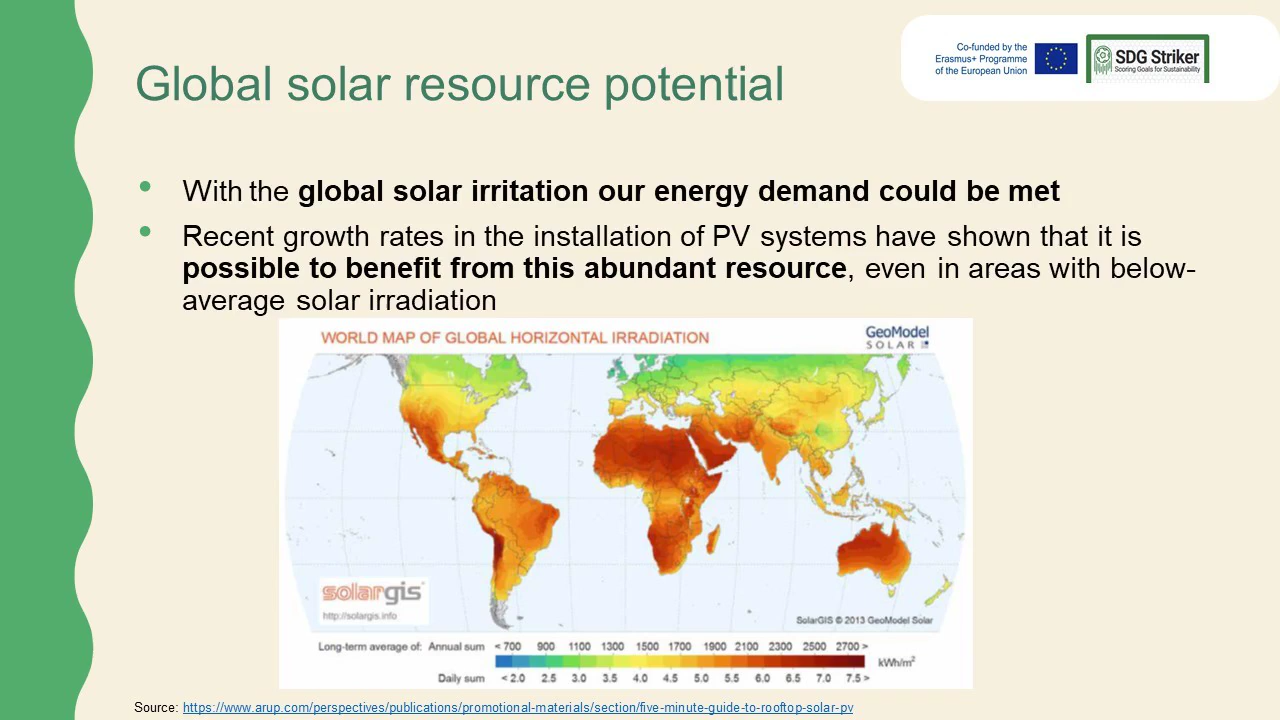 Co-funded by the
Erasmus+ Programme
of the European Union
SDG Striker
Scoring Goals for Sustainability
Global solar resource potential
• With the global solar irritation our energy demand could be met
• Recent growth rates in the installation of PV systems have shown that it is
possible to benefit from this abundant resource, even in areas with below-
average solar irradiation
WORLD MAP OF GLOBAL HORIZONTAL IRRADIATION
GeoModel
SOLAR
solargis
http://solargis.info
SolarGIS © 2013 GeoModel Solar
Long-term average of: Annual sum < 700 900 1100 1300 1500 1700 1900 2100 2300 2500 2700 >
kWh/m²
Daily sum < 2.0 2.5 3.0 3.5 4.0 4.5 5.0 5.5 6.0 6.5 7.0 7.5 >
Source: https://www.arup.com/perspectives/publications/promotional-materials/section/five-minute-guide-to-rooftop-solar-pv